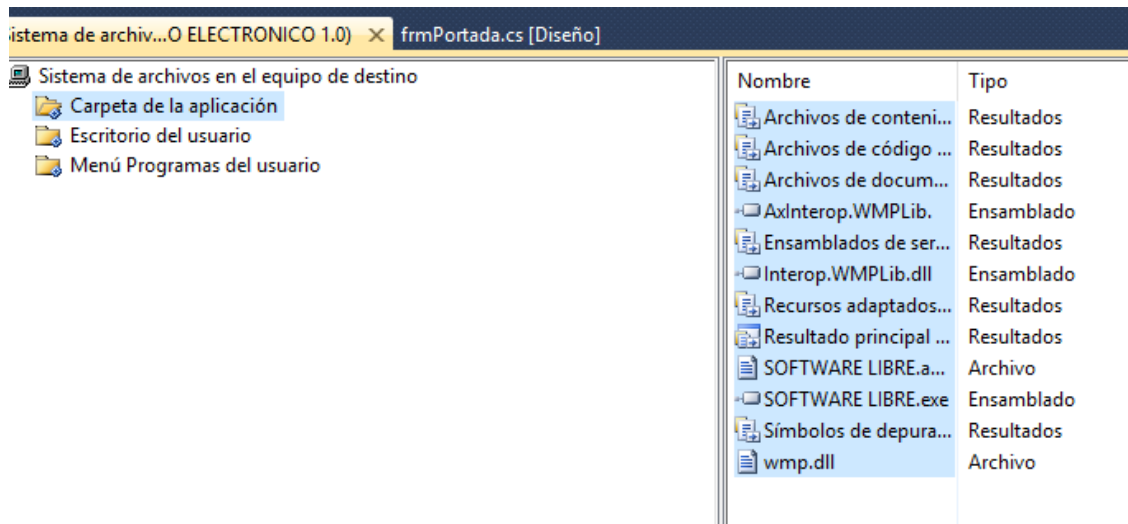 istema de archiv...O ELECTRONICO 1.0) frmPortada.cs [Diseño]
Sistema de archivos en el equipo de destino
Carpeta de la aplicación
Escritorio del usuario
Menú Programas del usuario
Nombre Tipo
Archivos de conteni... Resultados
Archivos de código ... Resultados
Archivos de docum... Resultados
AxInterop.WMPLib. Ensamblado
Ensamblados de ser... Resultados
Interop.WMPLib.dll Ensamblado
Recursos adaptados... Resultados
Resultado principal ... Resultados
SOFTWARE LIBRE.a... Archivo
SOFTWARE LIBRE.exe Ensamblado
Símbolos de depura... Resultados
wmp.dll Archivo